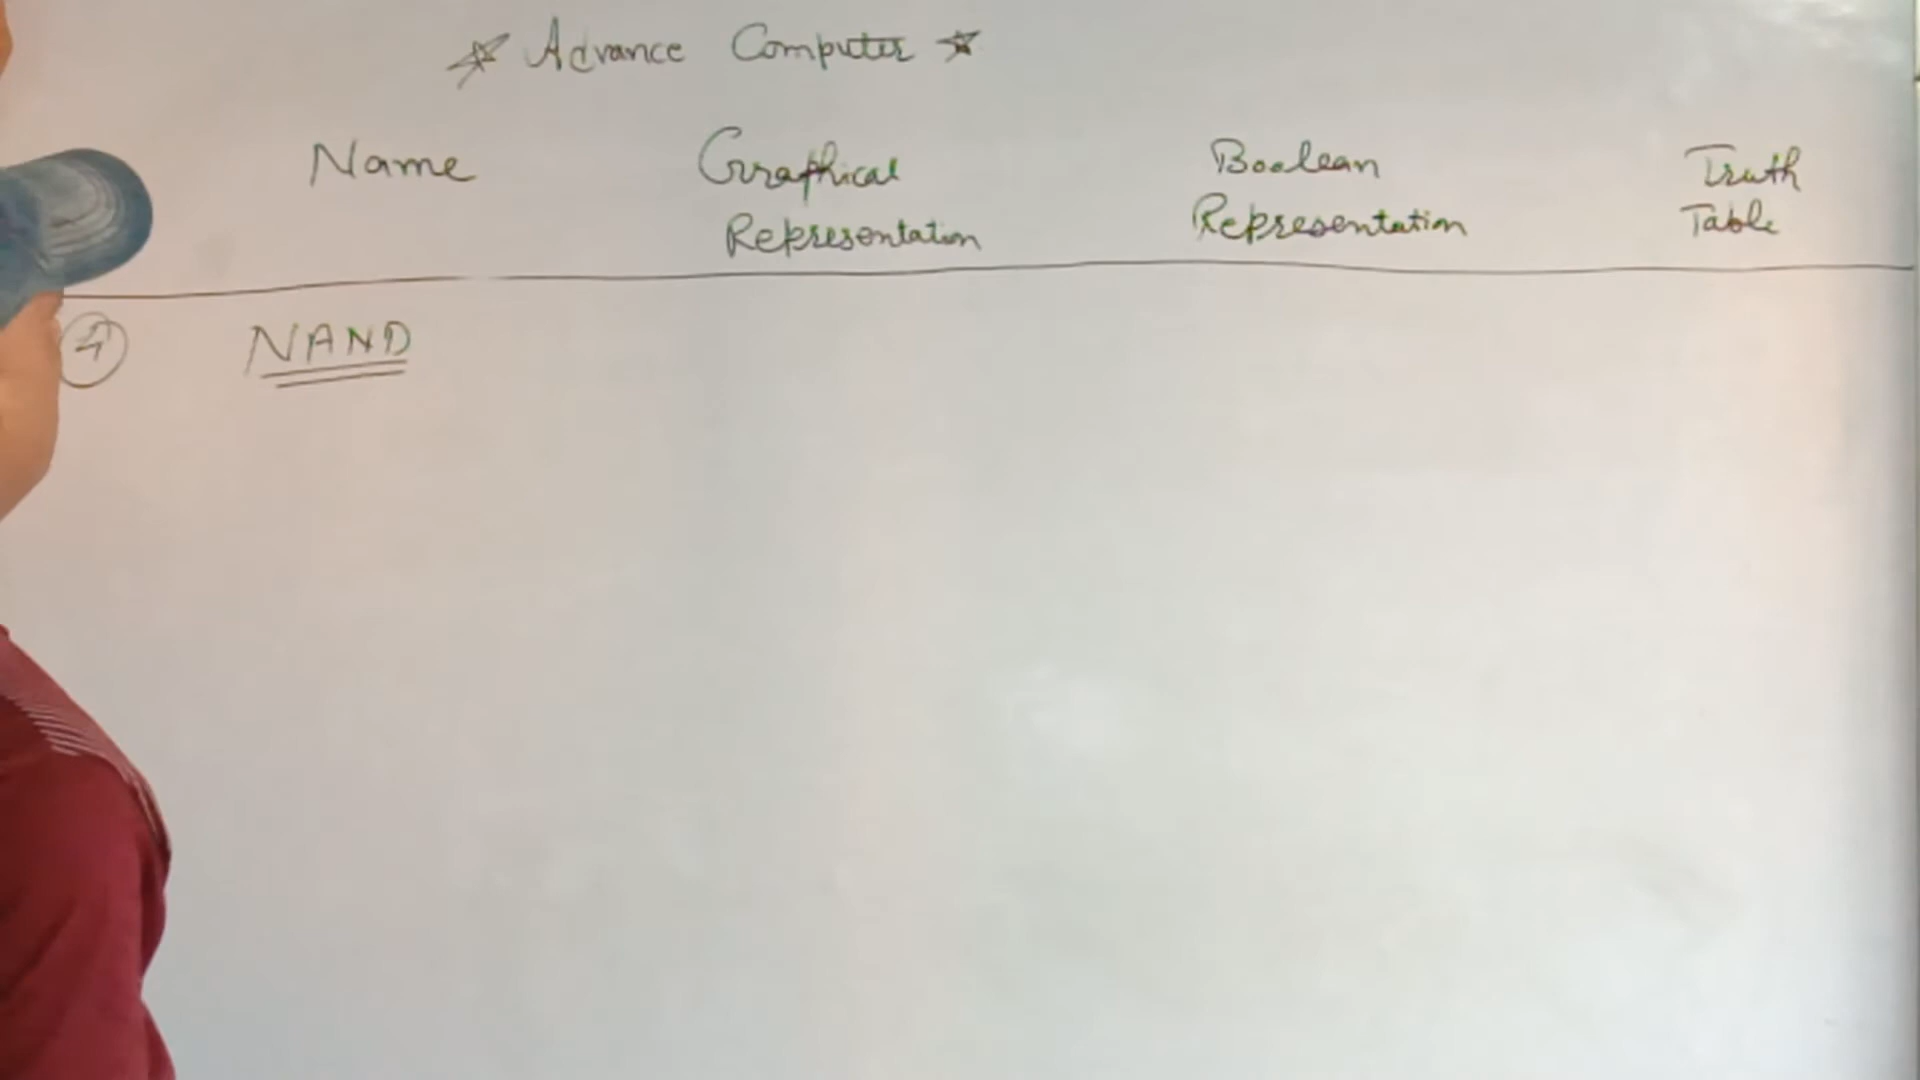 ☆ Advance Computer ☆
Name Graphical Representation Boolean Representation Truth Table
④ NAND